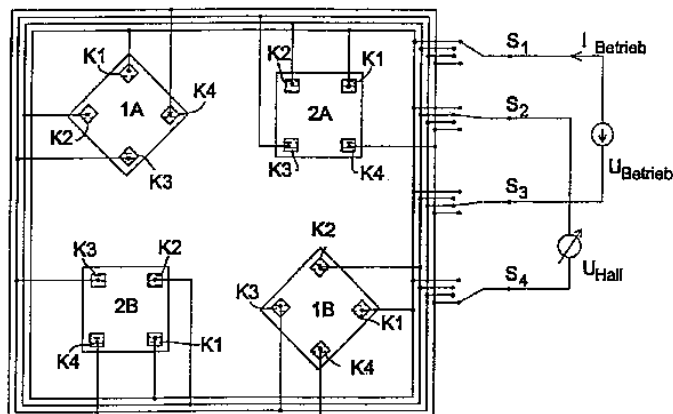 K1
1A
K4
K2
K3
K2
K1
2A
K3
K4
S1
I Betrieb
S2
U Betrieb
S3
U Hall
S4
K3
K2
2B
K4
K1
K2
K3
1B
K1
K4